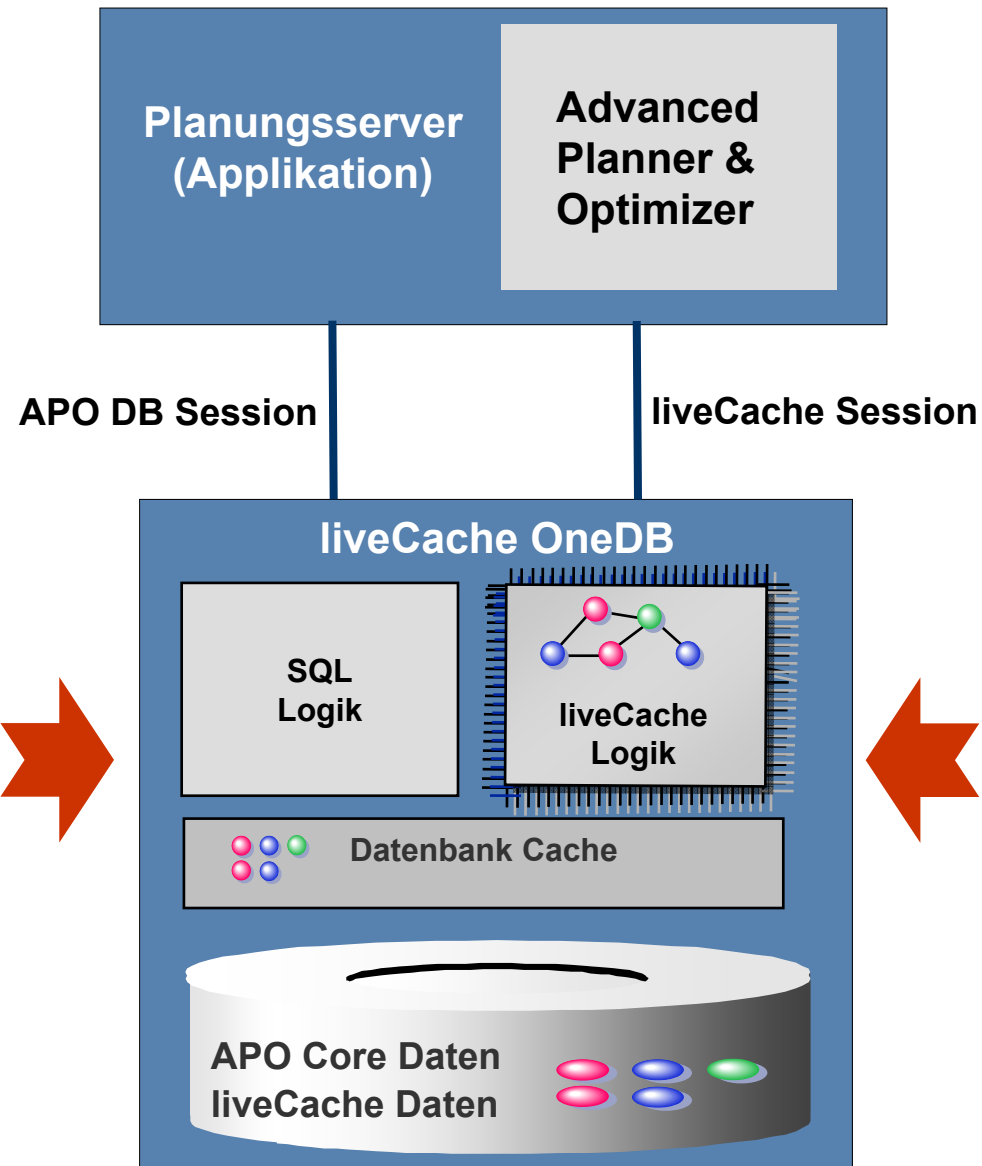 Planungsserver
(Applikation)
Advanced
Planner &
Optimizer
APO DB Session
liveCache Session
liveCache OneDB
SQL
Logik
liveCache
Logik
Datenbank Cache
APO Core Daten
liveCache Daten